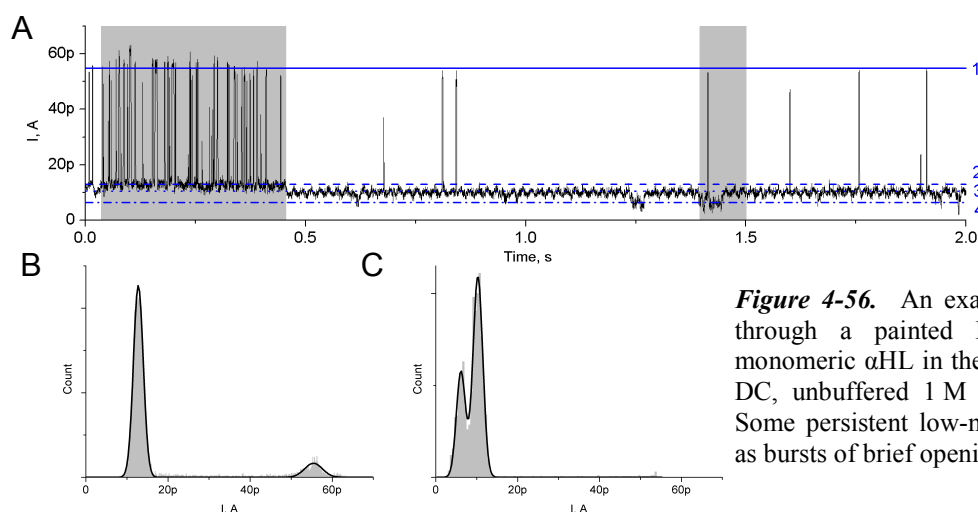 A
60p
40p
20p
0
I, A
1
2
3
4
0.0
0.5
1.0
1.5
2.0
Time, s
B
C
Count
0
20p
40p
60p
I, A
Count
0
20p
40p
60p
I, A
Figure 4-56. An exa
through a painted
monomeric αHL in the
DC, unbuffered 1 M
Some persistent low-n
as bursts of brief openi